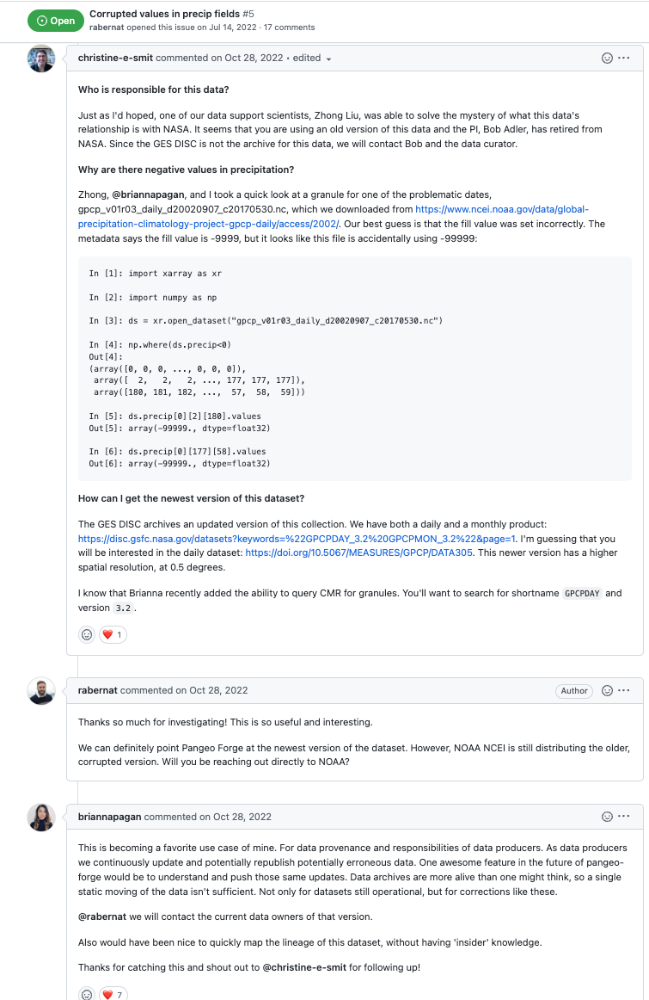 Open
Corrupted values in precip fields #5
rabernat opened this issue on Jul 14, 2022 · 17 comments
christine-e-smit commented on Oct 28, 2022 • edited
Who is responsible for this data?
Just as I'd hoped, one of our data support scientists, Zhong Liu, was able to solve the mystery of what this data's
relationship is with NASA. It seems that you are using an old version of this data and the PI, Bob Adler, has retired from
NASA. Since the GES DISC is not the archive for this data, we will contact Bob and the data curator.
Why are there negative values in precipitation?
Zhong, @briannapagan, and I took a quick look at a granule for one of the problematic dates,
gpcp_v01r03_daily_d20020907_c20170530.nc, which we downloaded from https://www.ncei.noaa.gov/data/global-
precipitation-climatology-project-gpcp-daily/access/2002/. Our best guess is that the fill value was set incorrectly. The
metadata says the fill value is -9999, but it looks like this file is accidentally using -99999:
In [1]: import xarray as xr
In [2]: import numpy as np
In [3]: ds = xr.open_dataset("gpcp_v01r03_daily_d20020907_c20170530.nc")
In [4]: np.where(ds.precip<0)
Out[4]:
(array([0, 0, 0, ..., 0, 0, 0]),
 array([  2,   2,   2, ..., 177, 177, 177]),
 array([180, 181, 182, ...,  57,  58,  59]))
In [5]: ds.precip[0][2][180].values
Out[5]: array(-99999., dtype=float32)
In [6]: ds.precip[0][177][58].values
Out[6]: array(-99999., dtype=float32)
How can I get the newest version of this dataset?
The GES DISC archives an updated version of this collection. We have both a daily and a monthly product:
https://disc.gsfc.nasa.gov/datasets?keywords=%22GPCPDAY_3.2%20GPCPMON_3.2%22&page=1. I'm guessing that you
will be interested in the daily dataset: https://doi.org/10.5067/MEASURES/GPCP/DATA305. This newer version has a higher
spatial resolution, at 0.5 degrees.
I know that Brianna recently added the ability to query CMR for granules. You'll want to search for shortname GPCPDAY and
version 3.2.
1
rabernat commented on Oct 28, 2022
Author
Thanks so much for investigating! This is so useful and interesting.
We can definitely point Pangeo Forge at the newest version of the dataset. However, NOAA NCEI is still distributing the older,
corrupted version. Will you be reaching out directly to NOAA?
briannapagan commented on Oct 28, 2022
This is becoming a favorite use case of mine. For data provenance and responsibilities of data producers. As data producers
we continuously update and potentially republish potentially erroneous data. One awesome feature in the future of pangeo-
forge would be to understand and push those same updates. Data archives are more alive than one might think, so a single
static moving of the data isn't sufficient. Not only for datasets still operational, but for corrections like these.
@rabernat we will contact the current data owners of that version.
Also would have been nice to quickly map the lineage of this dataset, without having 'insider' knowledge.
Thanks for catching this and shout out to @christine-e-smit for following up!
7